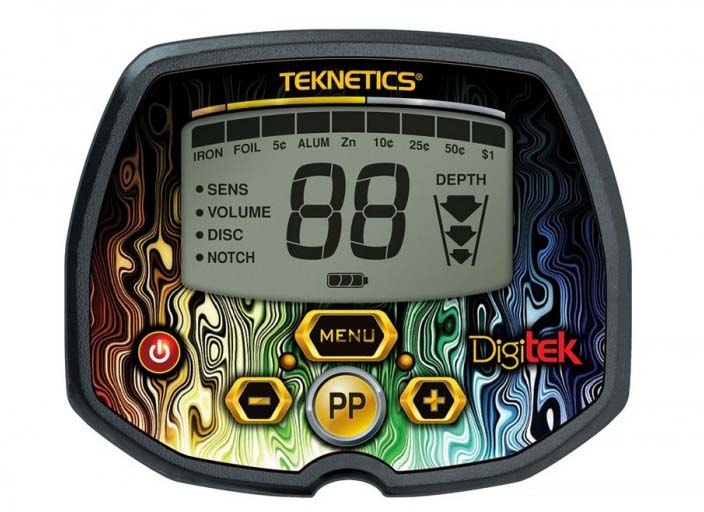 TEKNETICS®
IRON FOIL 5¢ ALUM Zn 10¢ 25¢ 50¢ $1
• SENS
• VOLUME
• DISC
• NOTCH
88
DEPTH
MENU
Digitek
-
PP
+